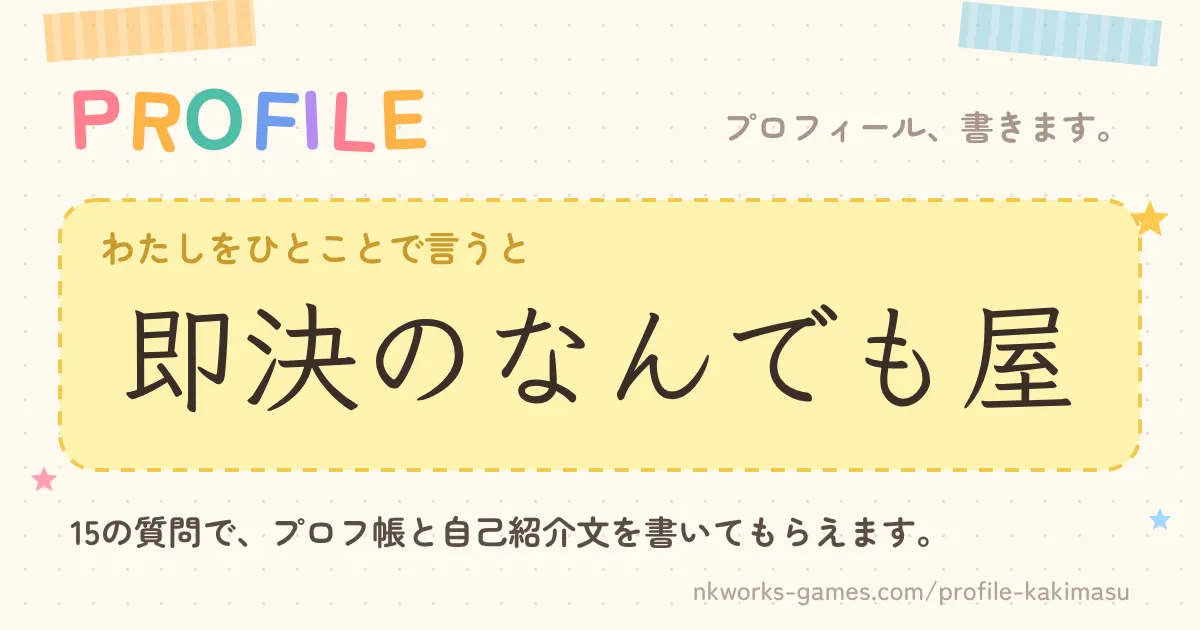 PROFILE
プロフィール、書きます。
わたしをひとことで言うと
即決のなんでも屋
15の質問で、プロフ帳と自己紹介文を書いてもらえます。
nkworks-games.com/profile-kakimasu